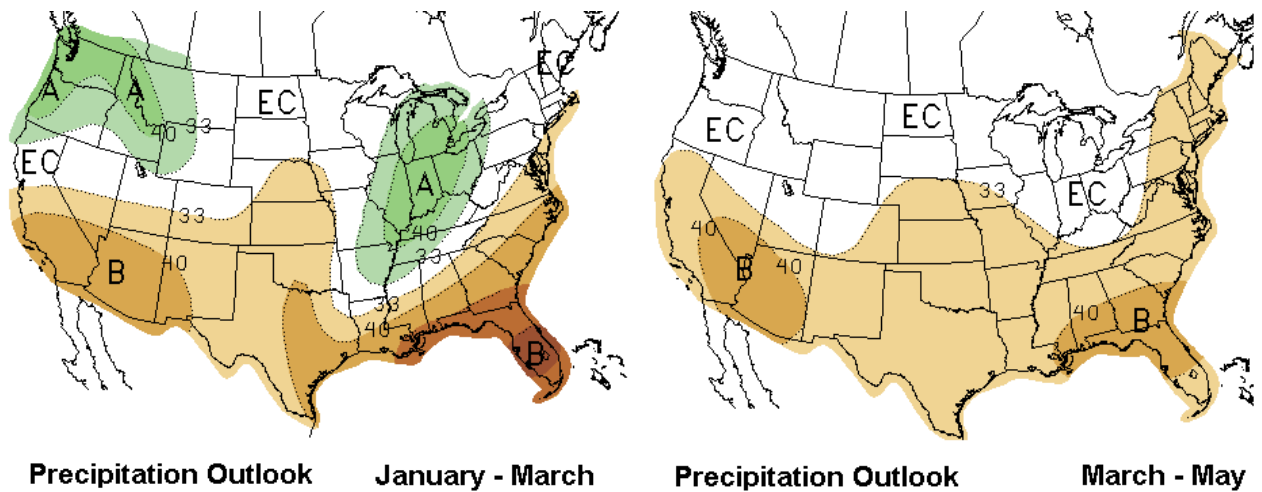 EC
A
A
EC
40
33
EC
A
33
40
33
B
40
33
40
B
Precipitation Outlook
January - March
EC
EC
33
EC
40
B
40
40
B
Precipitation Outlook
March - May